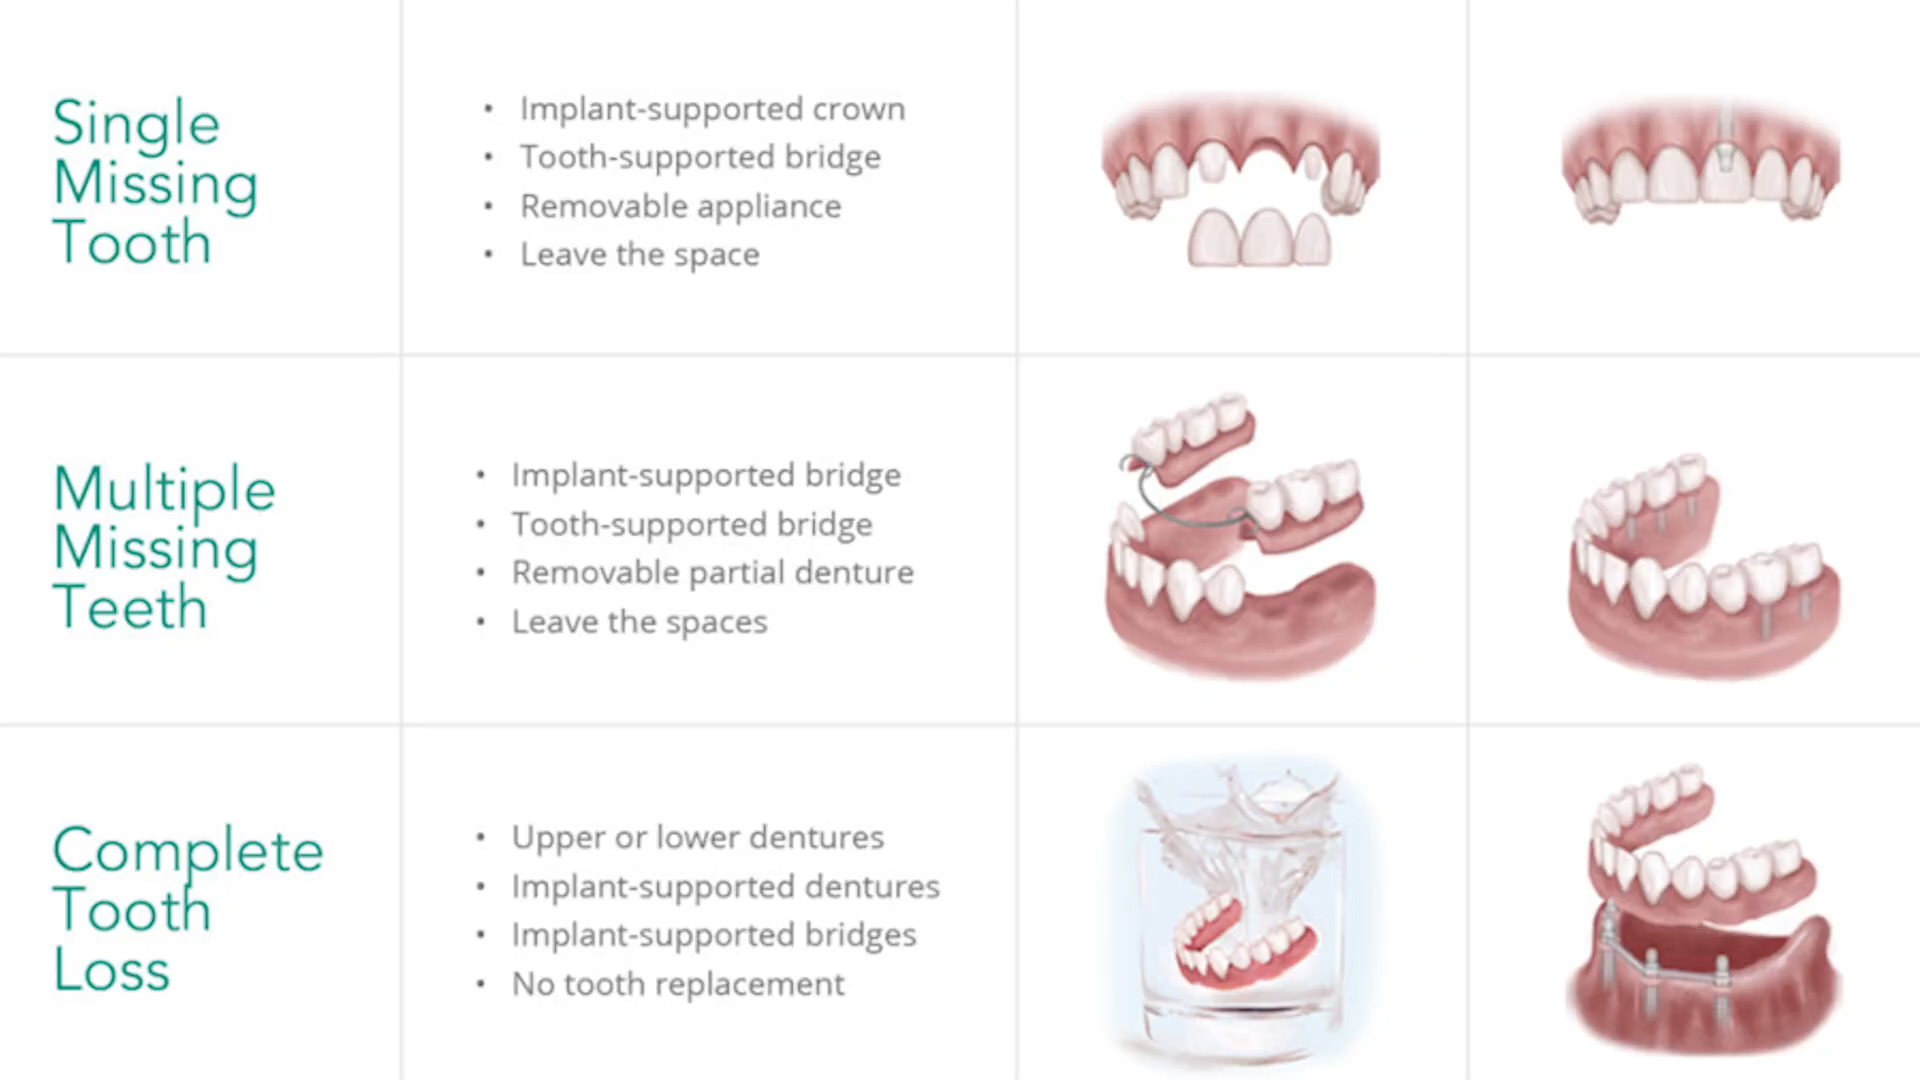 Single
Missing
Tooth
• Implant-supported crown
• Tooth-supported bridge
• Removable appliance
• Leave the space
Multiple
Missing
Teeth
• Implant-supported bridge
• Tooth-supported bridge
• Removable partial denture
• Leave the spaces
Complete
Tooth
Loss
• Upper or lower dentures
• Implant-supported dentures
• Implant-supported bridges
• No tooth replacement